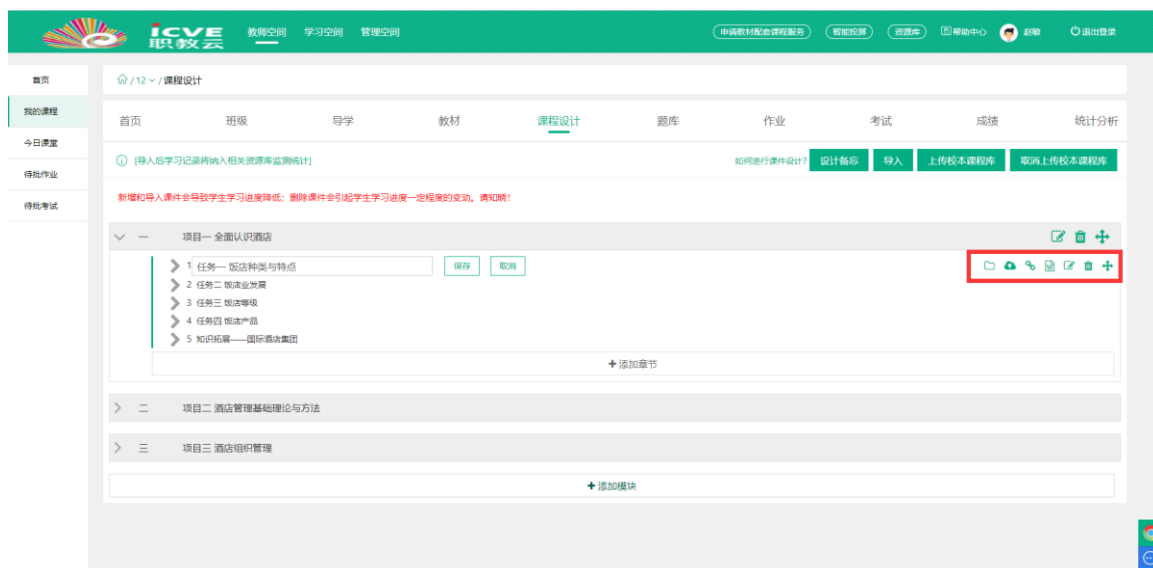 icve 职教云 教师空间 学习空间 管理空间 申请教材配套课程服务 智能投屏 资源库 帮助中心 赵敏 退出登录
首页
我的课程
今日课堂
待批作业
待批考试
/ 12 / 课程设计
首页 班级 导学 教材 课程设计 题库 作业 考试 成绩 统计分析
[导入后学习记录将纳入相关资源库监测统计] 如何进行课件设计? 设计备忘 导入 上传校本课程库 取消上传校本课程库
新增和导入课件会导致学生学习进度降低；删除课件会引起学生学习进度一定程度的变动。请知晓!
一 项目一 全面认识酒店
1 任务一 饭店种类与特点 保存 取消
2 任务二 饭店业发展
3 任务三 饭店等级
4 任务四 饭店产品
5 知识拓展——国际酒店集团
+ 添加章节
二 项目二 酒店管理基础理论与方法
三 项目三 酒店组织管理
+ 添加模块